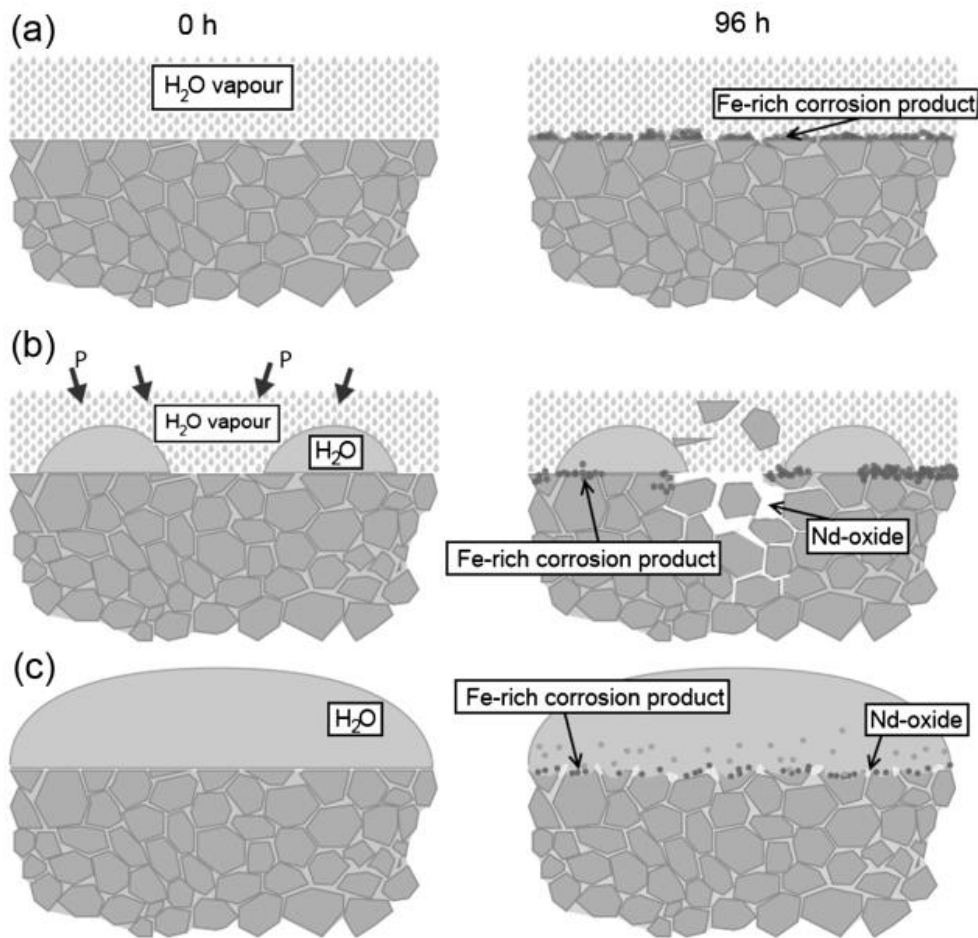 (a)
0 h
96 h
H₂O vapour
Fe-rich corrosion product
(b)
P
P
H₂O vapour
H₂O
Fe-rich corrosion product
Nd-oxide
(c)
H₂O
Fe-rich corrosion product
Nd-oxide